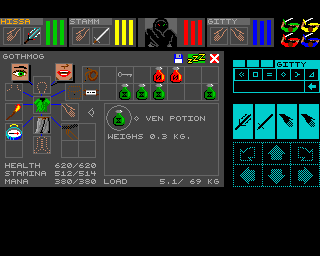 HISSA
STAMM
GITTY
GOTHMOG
ZZZ
GITTY
VEN POTION
WEIGHS 0.3 KG.
HEALTH 620/620
STAMINA 512/514
MANA 380/380
LOAD 5.1/ 69 KG